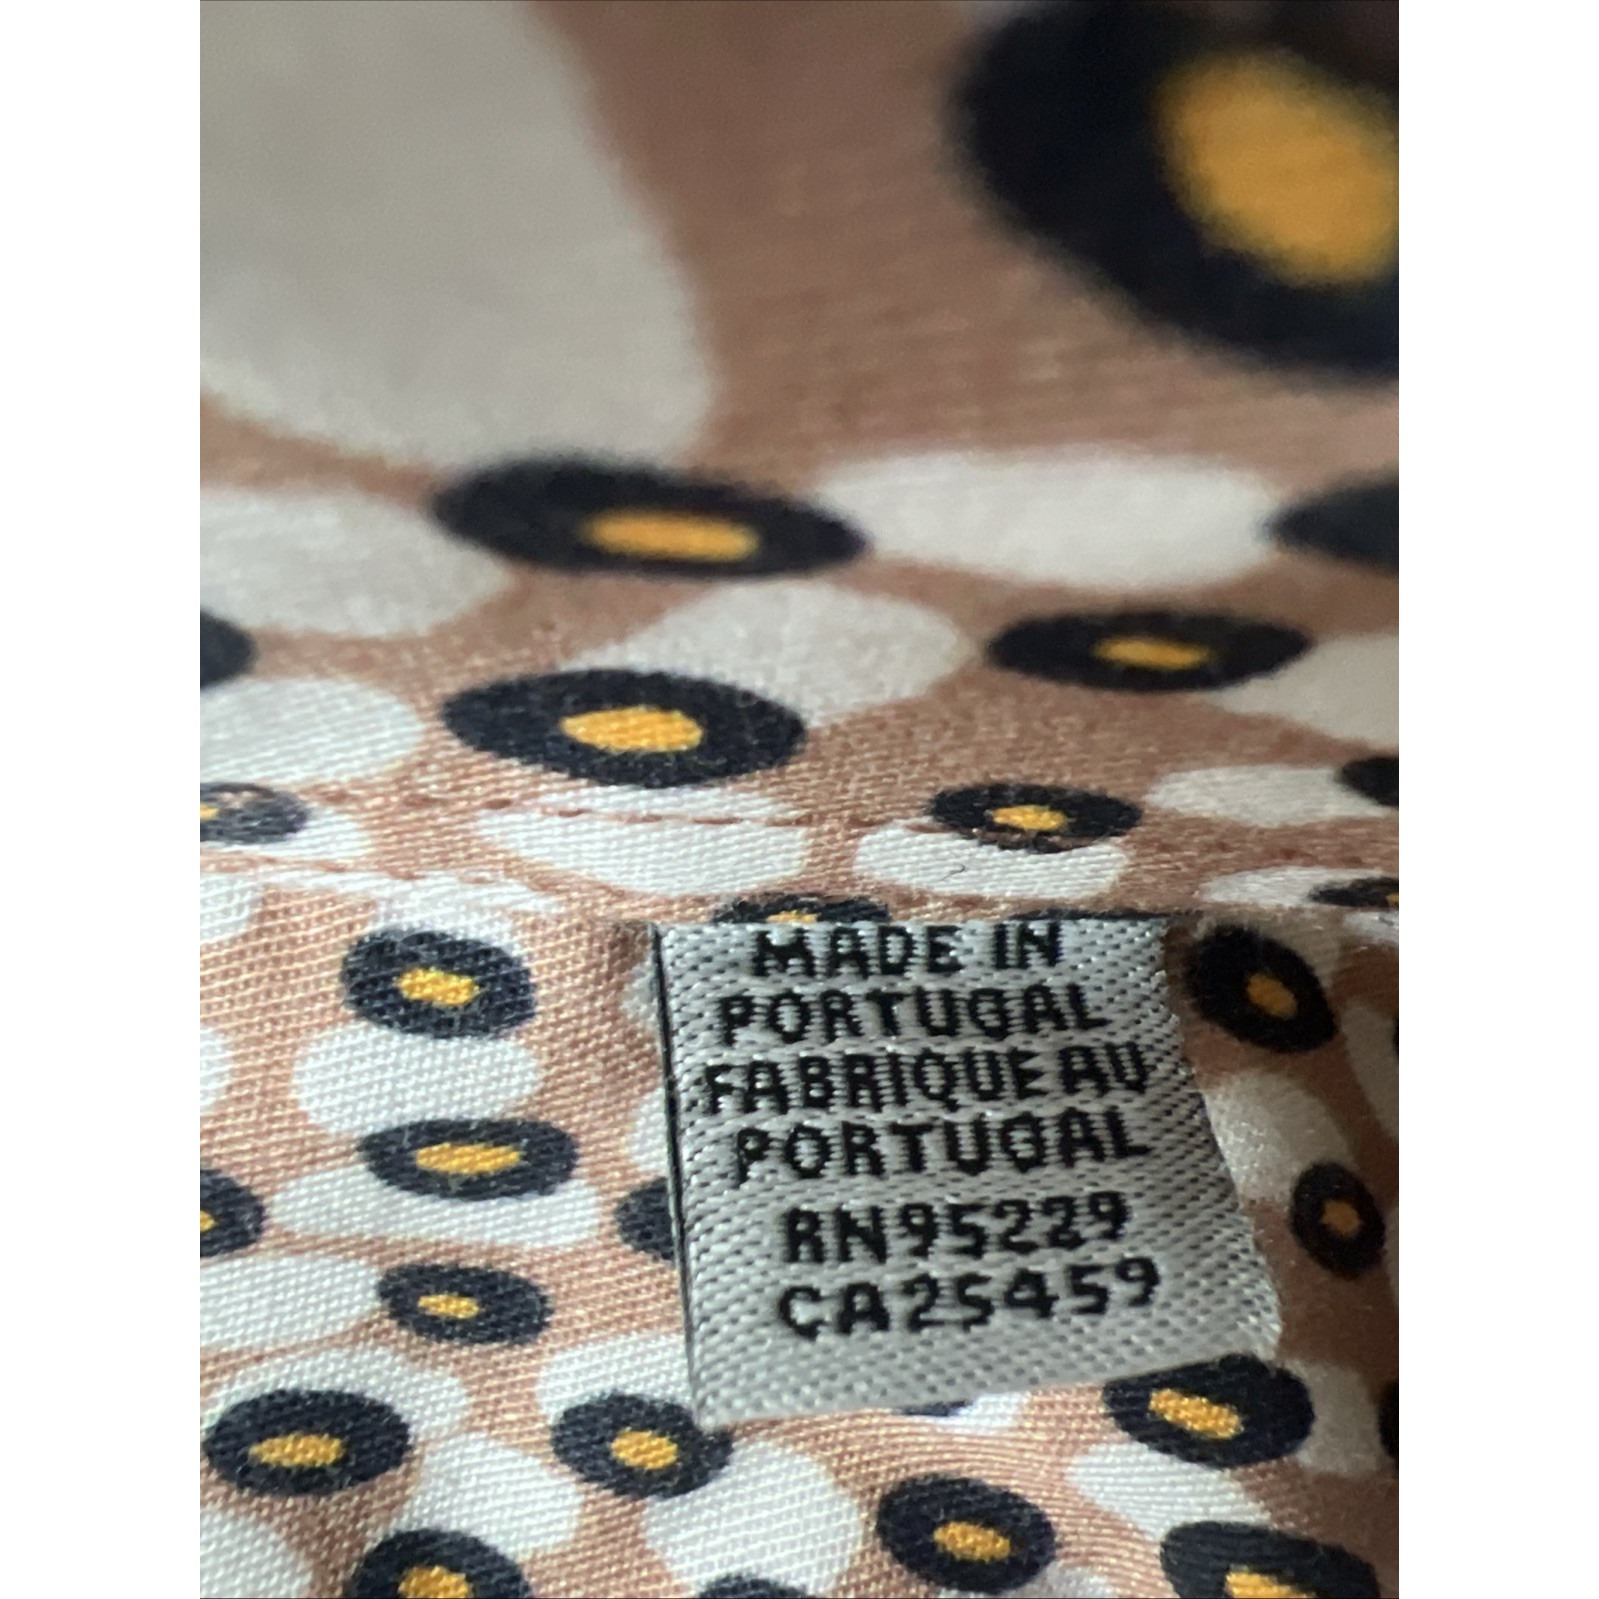 MADE IN
PORTUGAL
FABRIQUE AU
PORTUGAL
RN95229
CA25459